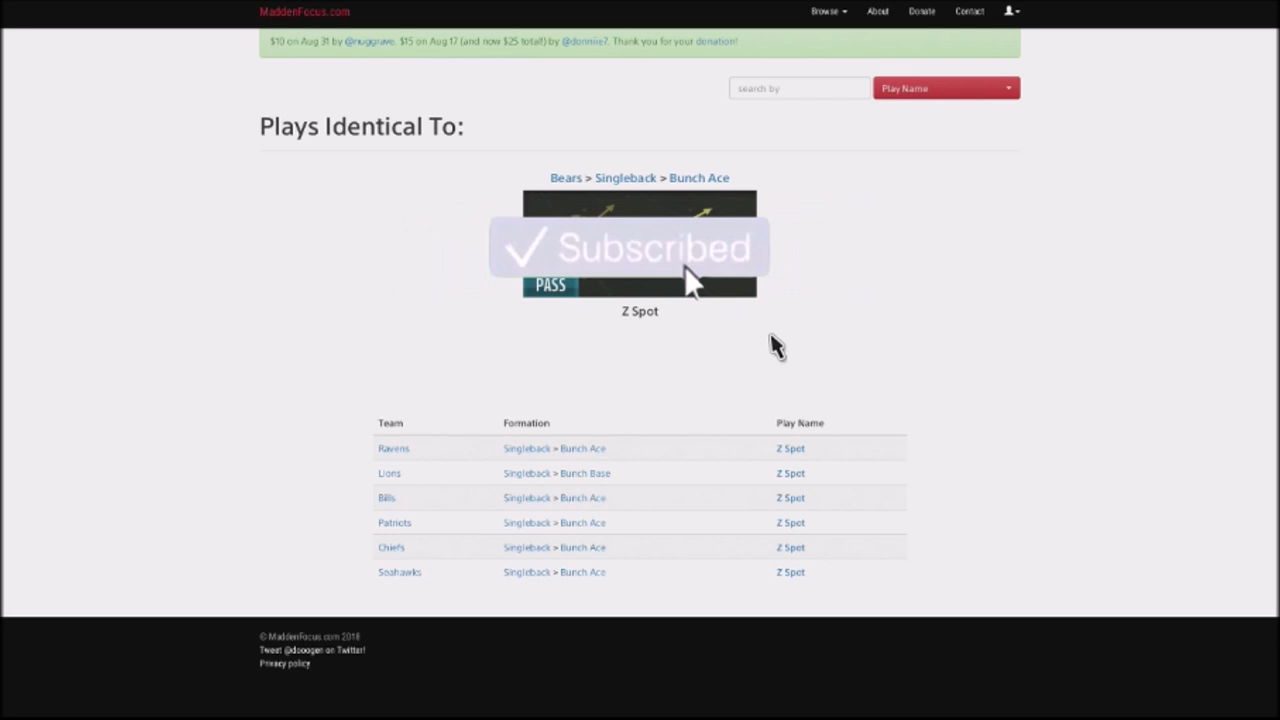 MaddenFocus.com
Browse
About
Donate
Contact
$10 on Aug 31 by @nuggrave. $15 on Aug 17 (and now $25 total!) by @donniie7. Thank you for your donation!
search by
Play Name
Plays Identical To:
Bears > Singleback > Bunch Ace
Subscribed
PASS
Z Spot
Team Formation Play Name
Ravens Singleback > Bunch Ace Z Spot
Lions Singleback > Bunch Base Z Spot
Bills Singleback > Bunch Ace Z Spot
Patriots Singleback > Bunch Ace Z Spot
Chiefs Singleback > Bunch Ace Z Spot
Seahawks Singleback > Bunch Ace Z Spot
© MaddenFocus.com 2018
Tweet @dooogen on Twitter!
Privacy policy